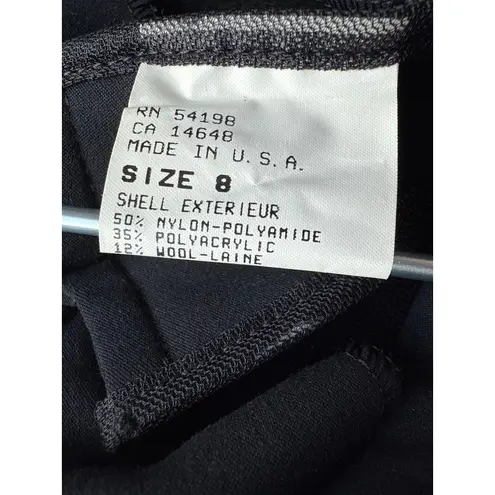 RN 54198
CA 14648
MADE IN U.S.A.
SIZE 8
SHELL EXTERIEUR
50% NYLON-POLYAMIDE
35% POLYACRYLIC
12% WOOL-LAINE